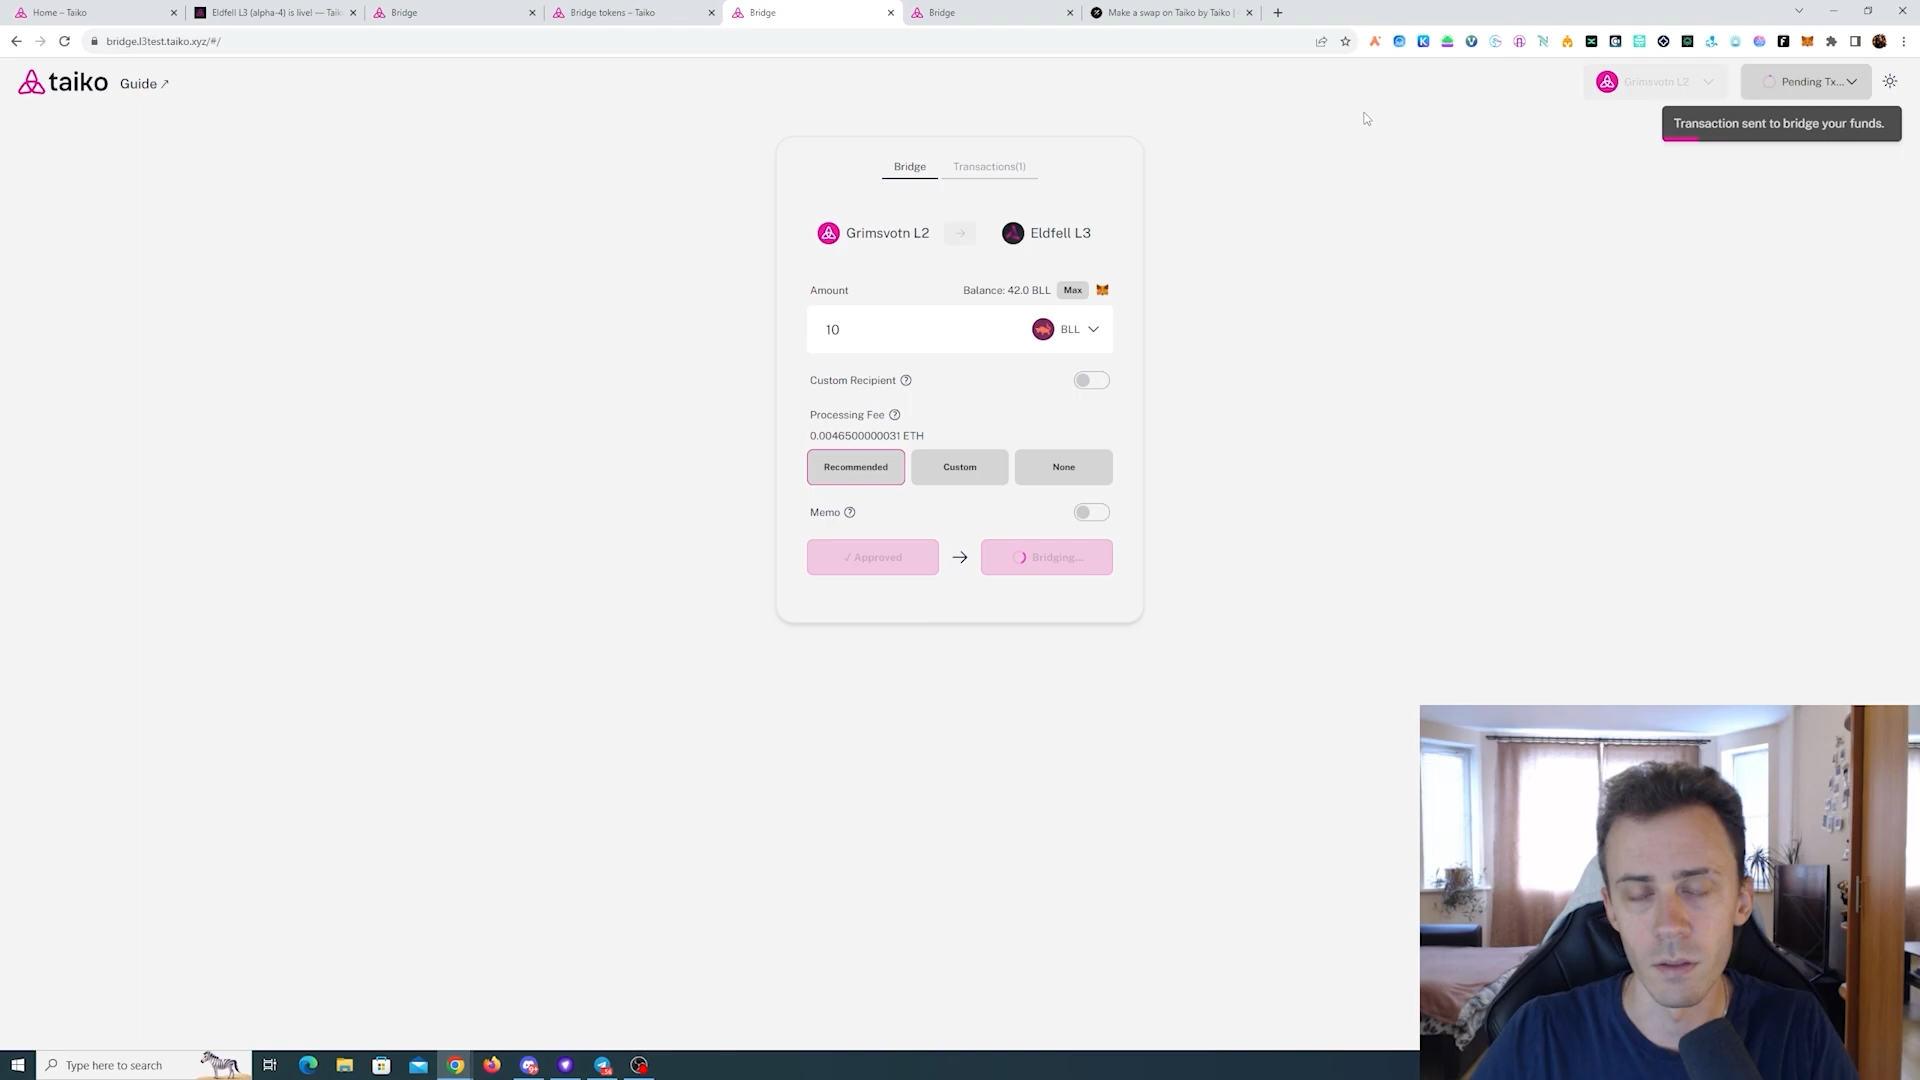 Home – Taiko
Eldfell L3 (alpha-4) is live! — Taik
Bridge
Bridge tokens – Taiko
Bridge
Bridge
Make a swap on Taiko by Taiko |
bridge.l3test.taiko.xyz/#/
taiko
Guide ↗
Grimsvotn L2
Pending Tx...
Transaction sent to bridge your funds.
Bridge
Transactions(1)
Grimsvotn L2
→
Eldfell L3
Amount
Balance: 42.0 BLL
Max
10
BLL
Custom Recipient
Processing Fee
0.0046500000031 ETH
Recommended
Custom
None
Memo
✓ Approved
→
Bridging...
Type here to search